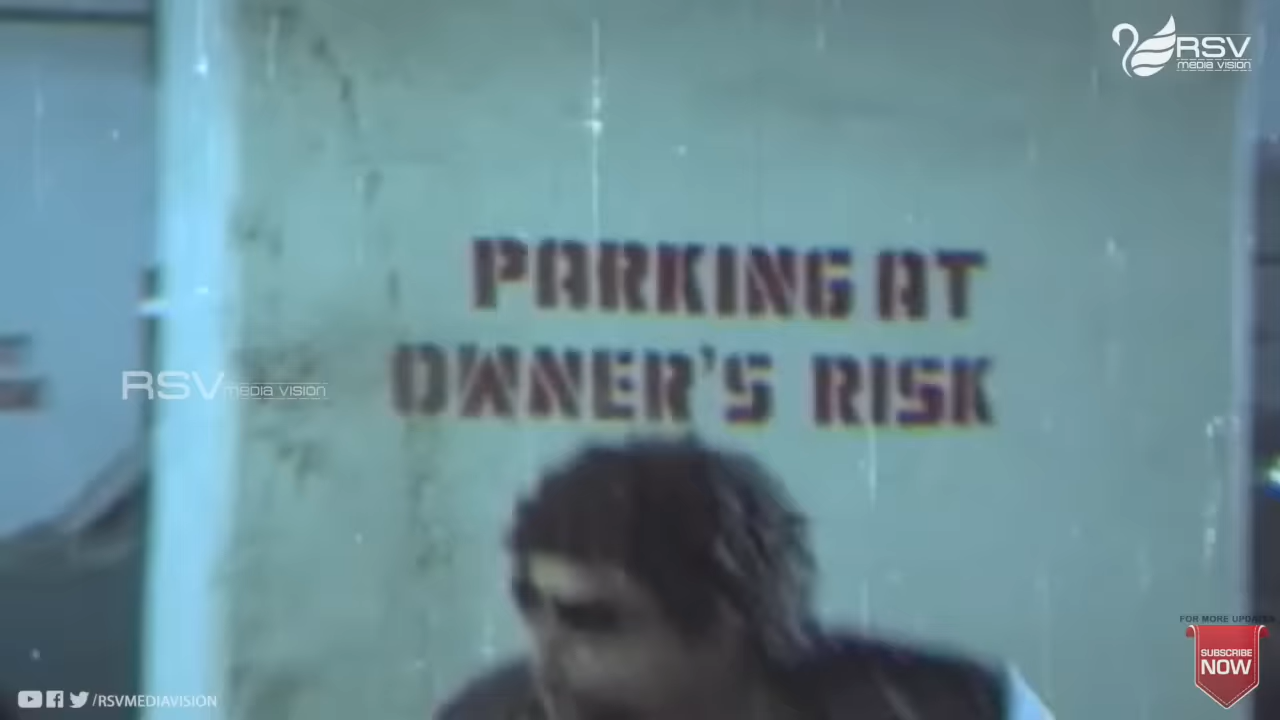 RSV
media vision
PARKING AT
OWNER'S RISK
RSV media vision
FOR MORE UPDATES
SUBSCRIBE
NOW
/RSVMEDIAVISION